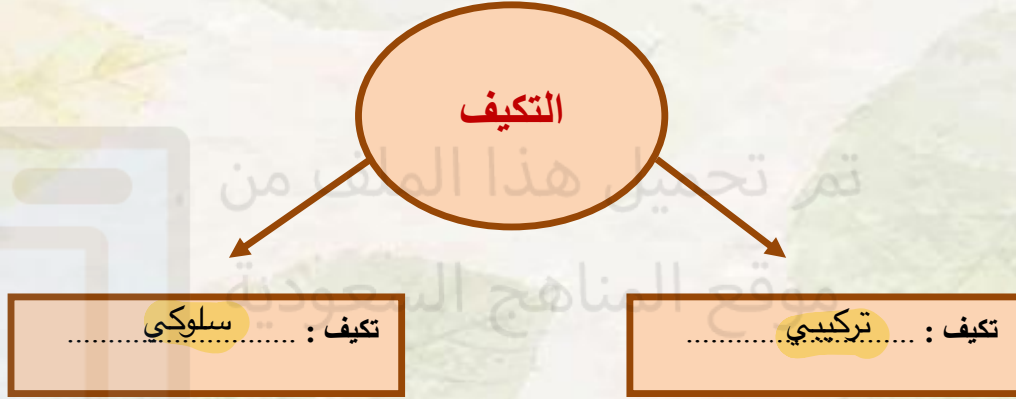 التكيف
تم تحميل هذا الملف من
موقع المناهج السعودية
تكيف : تركيبي
تكيف : سلوكي